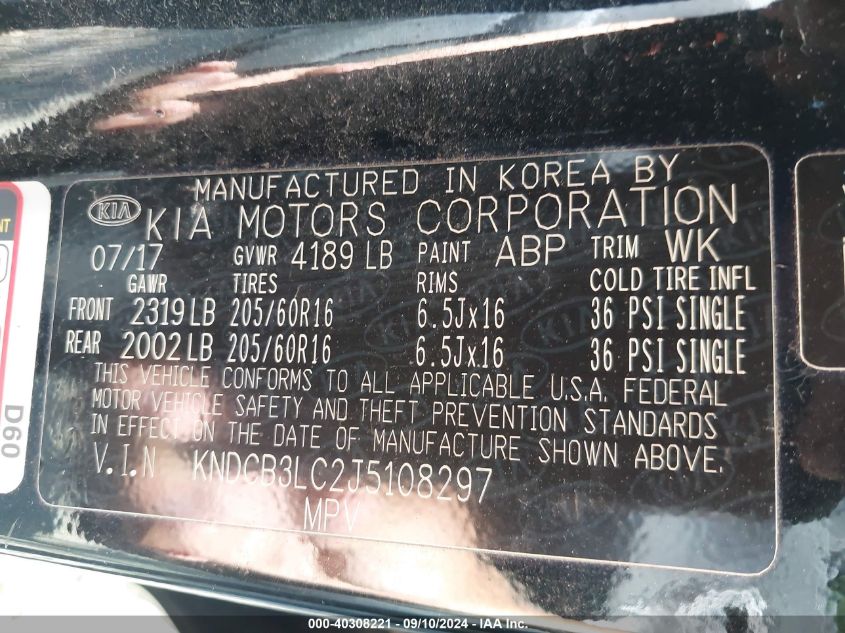 MANUFACTURED IN KOREA BY
KIA KIA MOTORS CORPORATION
07/17 GVWR 4189 LB PAINT ABP TRIM WK
GAWR TIRES RIMS COLD TIRE INFL
FRONT 2319 LB 205/60R16 6.5Jx16 36 PSI SINGLE
REAR 2002 LB 205/60R16 6.5Jx16 36 PSI SINGLE
THIS VEHICLE CONFORMS TO ALL APPLICABLE U.S.A. FEDERAL
MOTOR VEHICLE SAFETY AND THEFT PREVENTION STANDARDS
IN EFFECT ON THE DATE OF MANUFACTURE SHOWN ABOVE.
V.I.N KNDCB3LC2J5108297
MPV
D60
000-40308221 - 09/10/2024 - IAA Inc.